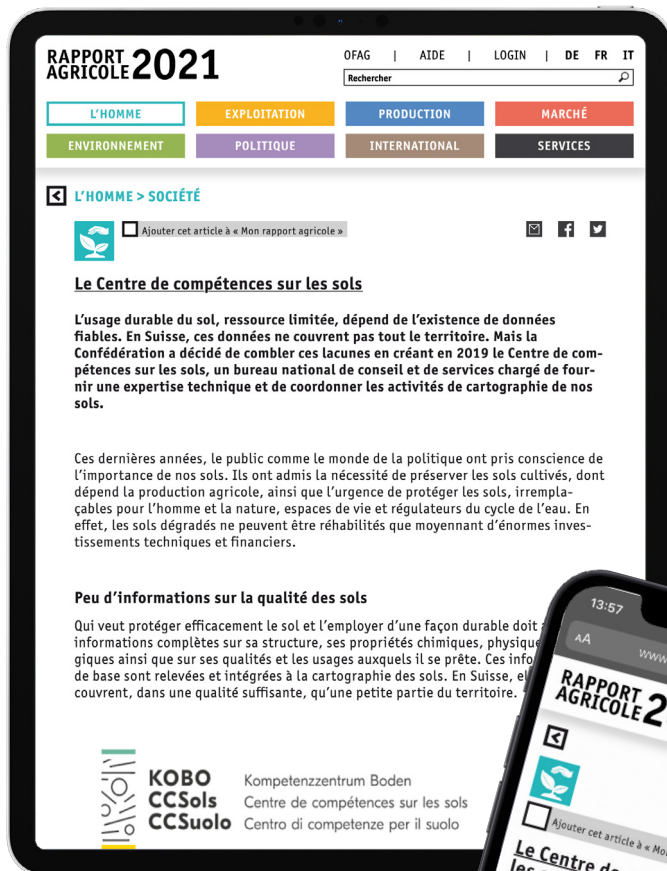 RAPPORT
AGRICOLE 2021
OFAG | AIDE | LOGIN | DE FR IT
Rechercher
L'HOMME
EXPLOITATION
PRODUCTION
MARCHÉ
ENVIRONNEMENT
POLITIQUE
INTERNATIONAL
SERVICES
L'HOMME > SOCIÉTÉ
Ajouter cet article à « Mon rapport agricole »
Le Centre de compétences sur les sols
L'usage durable du sol, ressource limitée, dépend de l'existence de données
fiables. En Suisse, ces données ne couvrent pas tout le territoire. Mais la
Confédération a décidé de combler ces lacunes en créant en 2019 le Centre de com-
pétences sur les sols, un bureau national de conseil et de services chargé de four-
nir une expertise technique et de coordonner les activités de cartographie de nos
sols.
Ces dernières années, le public comme le monde de la politique ont pris conscience de
l'importance de nos sols. Ils ont admis la nécessité de préserver les sols cultivés, dont
dépend la production agricole, ainsi que l'urgence de protéger les sols, irrempla-
çables pour l'homme et la nature, espaces de vie et régulateurs du cycle de l'eau. En
effet, les sols dégradés ne peuvent être réhabilités que moyennant d'énormes inves-
tissements techniques et financiers.
Peu d'informations sur la qualité des sols
Qui veut protéger efficacement le sol et l'employer d'une façon durable doit
informations complètes sur sa structure, ses propriétés chimiques, physique
giques ainsi que sur ses qualités et les usages auxquels il se prête. Ces info
de base sont relevées et intégrées à la cartographie des sols. En Suisse, el
couvrent, dans une qualité suffisante, qu'une petite partie du territoire.
KOBO Kompetenzzentrum Boden
CCSols Centre de compétences sur les sols
CCSuolo Centro di competenze per il suolo
13:57
AA www
RAPPORT
AGRICOLE 2
Ajouter cet article à « Mon
Le Centre de
les